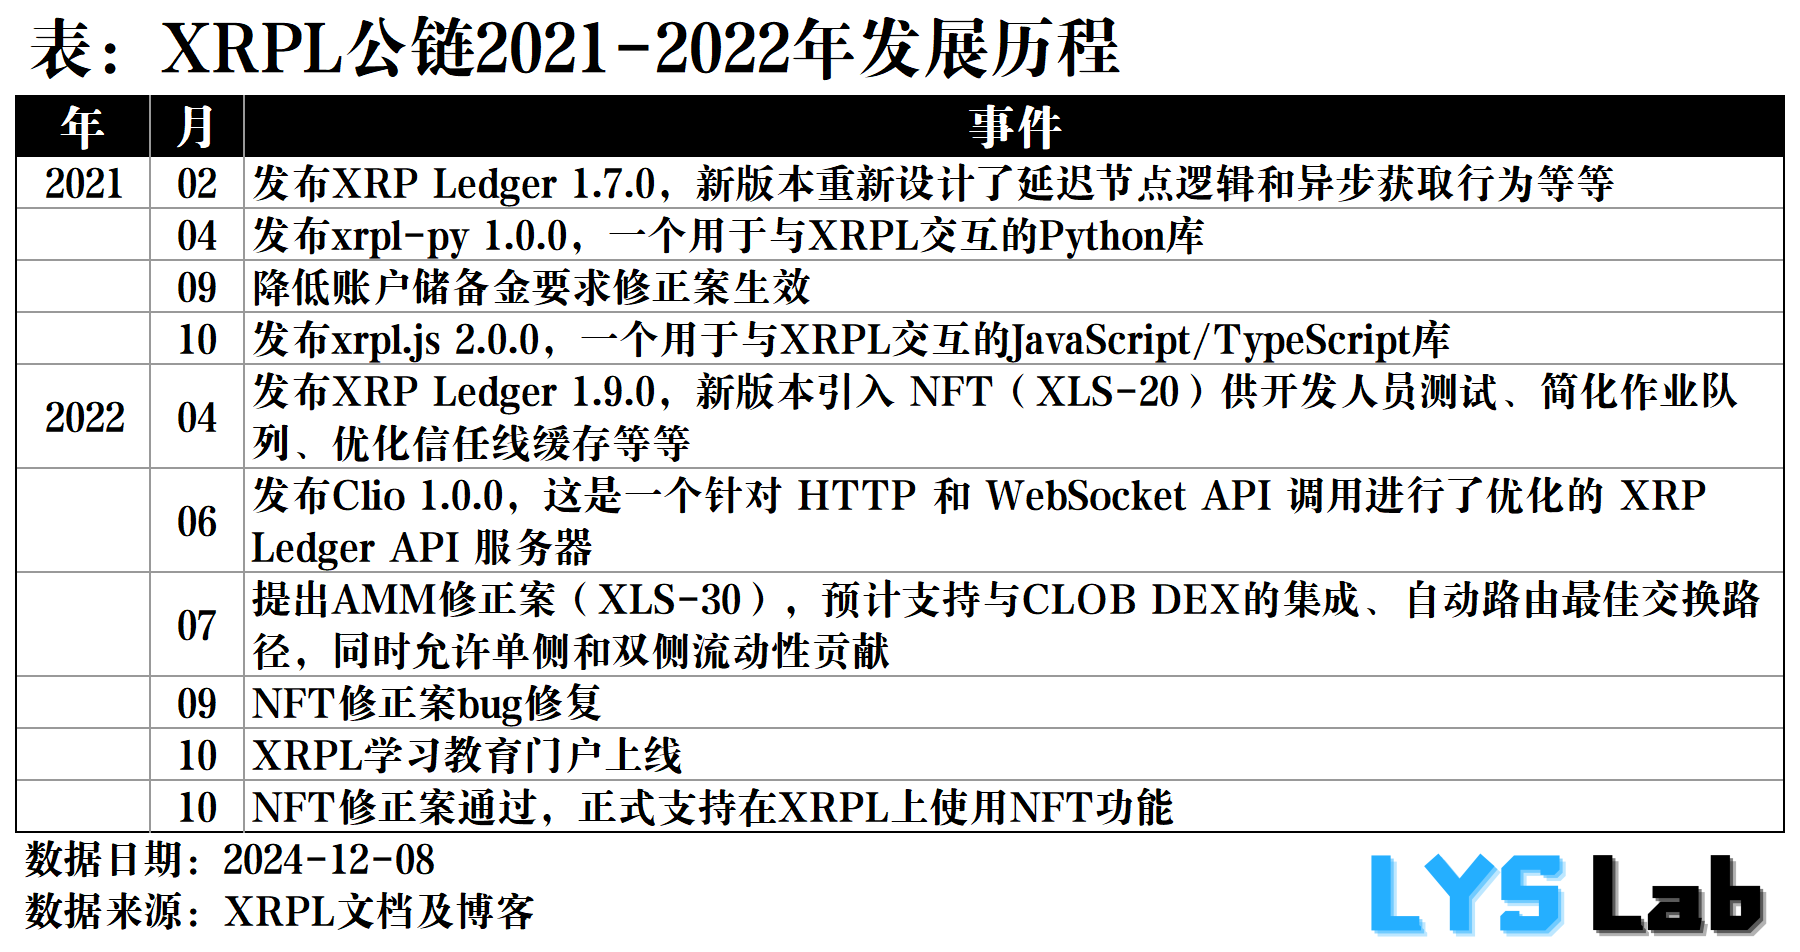 表：XRPL公链2021-2022年发展历程
年 月 事件
2021 02 发布XRP Ledger 1.7.0，新版本重新设计了延迟节点逻辑和异步获取行为等等
04 发布xrpl-py 1.0.0，一个用于与XRPL交互的Python库
09 降低账户储备金要求修正案生效
10 发布xrpl.js 2.0.0，一个用于与XRPL交互的JavaScript/TypeScript库
2022 04 发布XRP Ledger 1.9.0，新版本引入 NFT（XLS-20）供开发人员测试、简化作业队
列、优化信任线缓存等等
06 发布Clio 1.0.0，这是一个针对 HTTP 和 WebSocket API 调用进行了优化的 XRP
Ledger API 服务器
07 提出AMM修正案（XLS-30），预计支持与CLOB DEX的集成、自动路由最佳交换路
径，同时允许单侧和双侧流动性贡献
09 NFT修正案bug修复
10 XRPL学习教育门户上线
10 NFT修正案通过，正式支持在XRPL上使用NFT功能
数据日期：2024-12-08
数据来源：XRPL文档及博客
LYS Lab